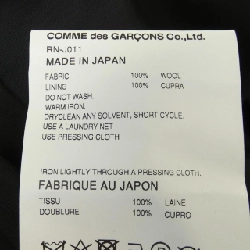 COMME des GARÇONS Co.,Ltd.
MADE IN JAPAN
FABRIC 100% WOOL
LINING 100% CUPRA
DO NOT WASH.
WARM IRON.
DRYCLEAN ANY SOLVENT, SHORT CYCLE.
USE A LAUNDRY NET
USE PRESSING CLOTH
IRON LIGHTLY THROUGH A PRESSING CLOTH.
FABRIQUE AU JAPON
TISSU 100% LAINE
DOUBLURE 100% CUPRO